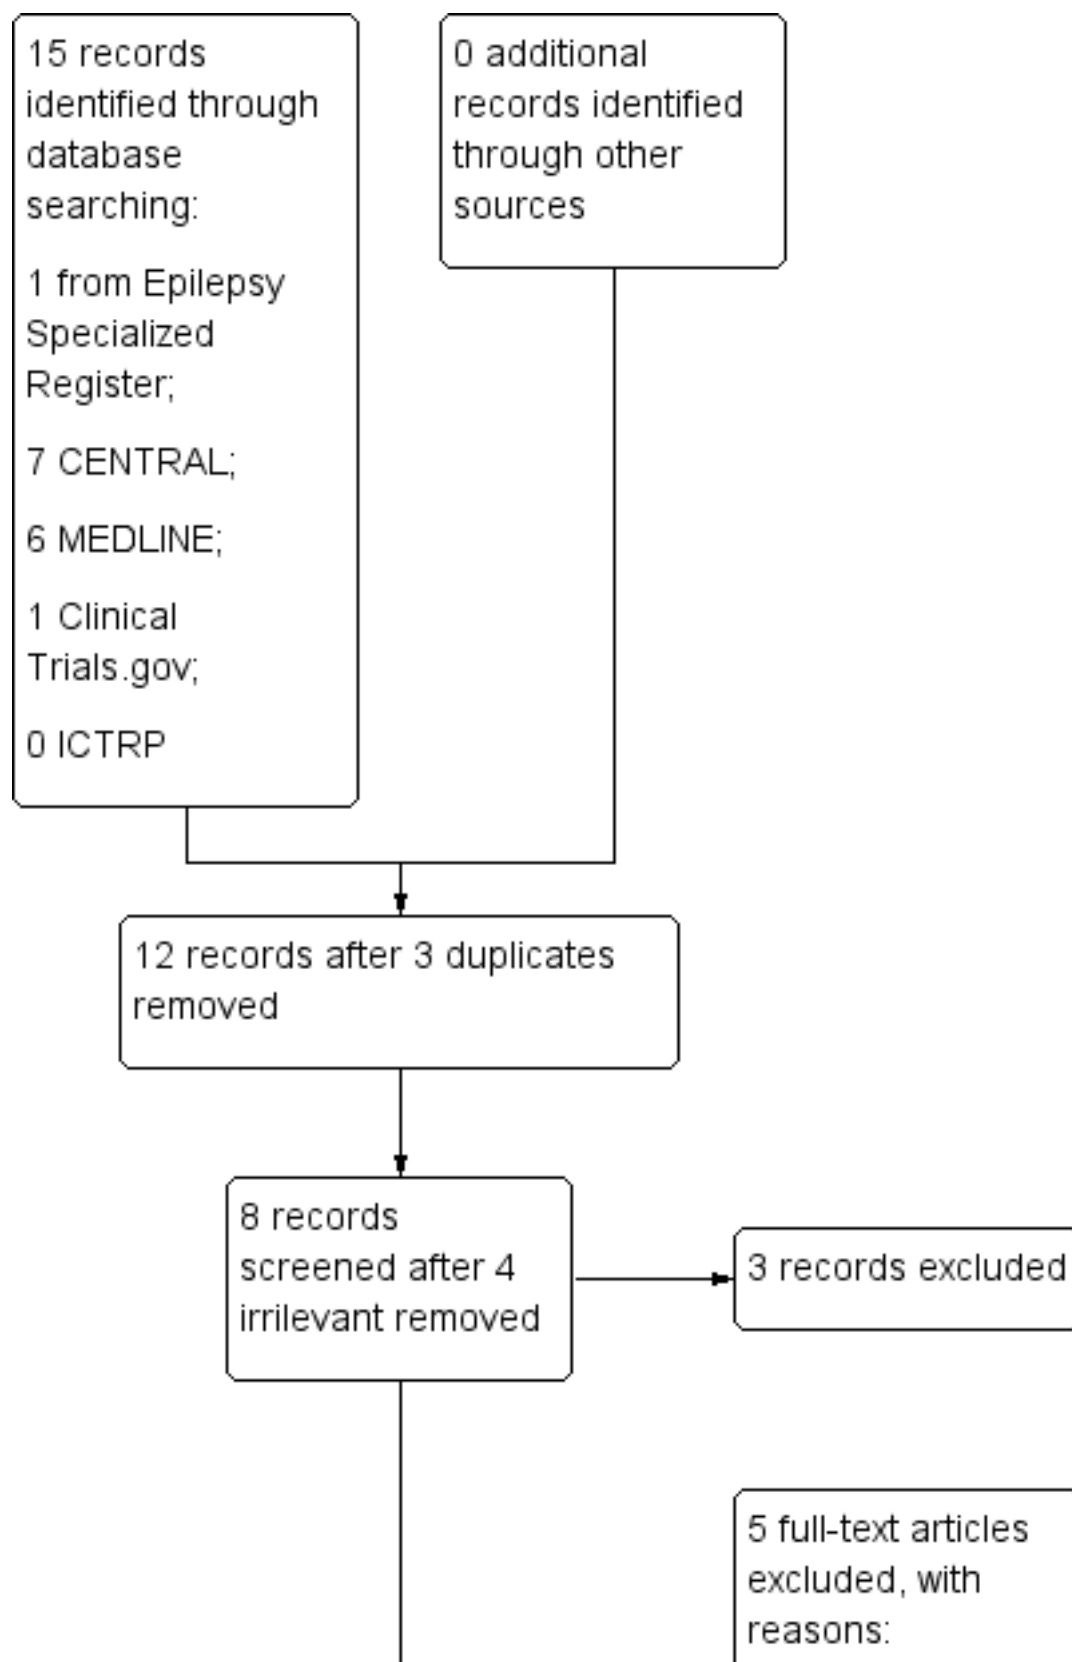 15 records
identified through
database
searching:
1 from Epilepsy
Specialized
Register;
7 CENTRAL;
6 MEDLINE;
1 Clinical
Trials.gov;
0 ICTRP
0 additional
records identified
through other
sources
12 records after 3 duplicates
removed
8 records
screened after 4
irrilevant removed
3 records excluded
5 full-text articles
excluded, with
reasons: